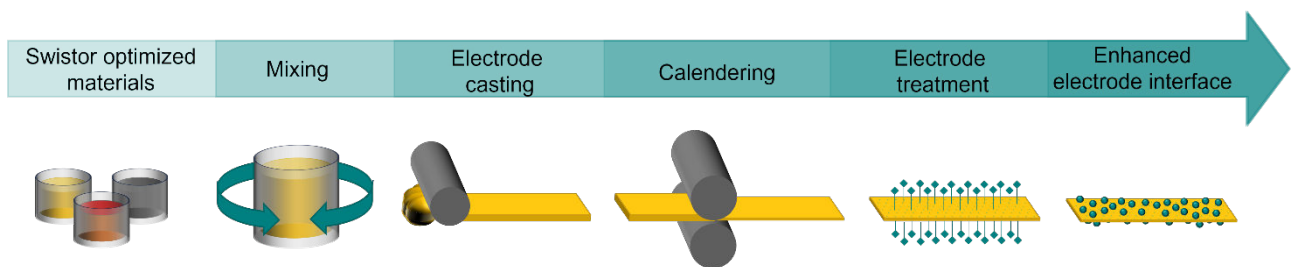 Swistor optimized
materials
Mixing
Electrode
casting
Calendering
Electrode
treatment
Enhanced
electrode interface